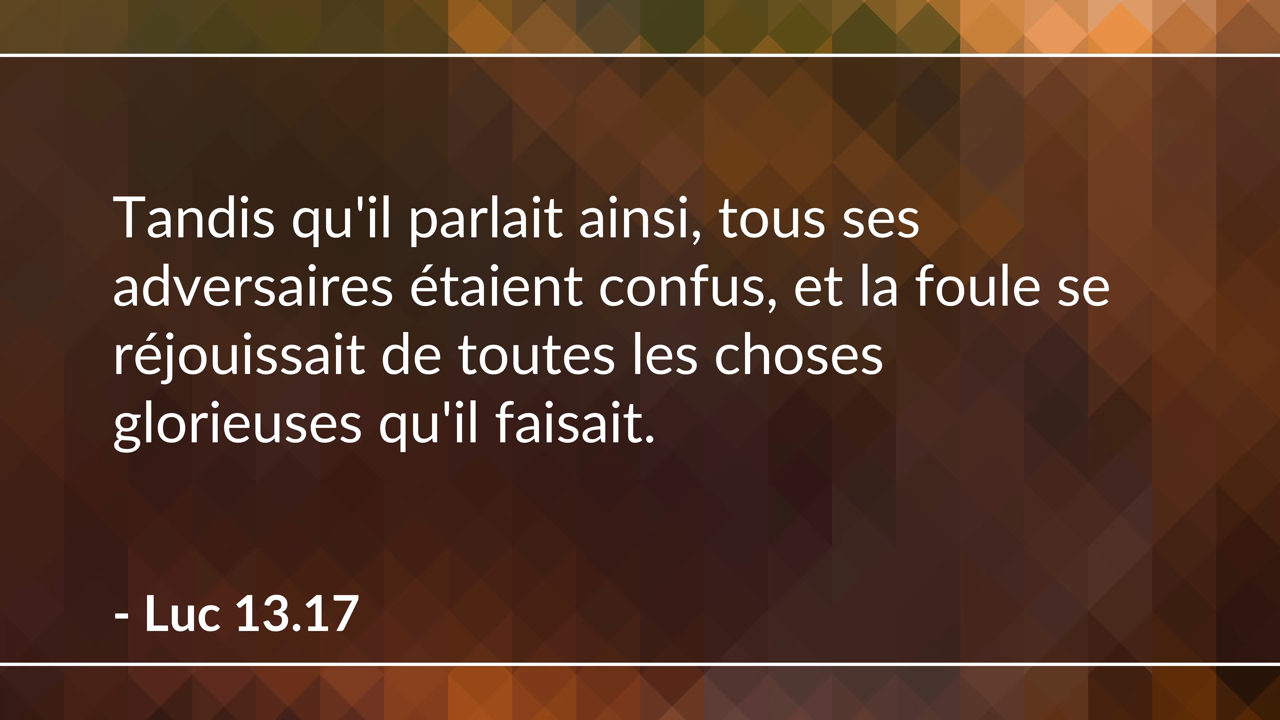 Tandis qu'il parlait ainsi, tous ses
adversaires étaient confus, et la foule se
réjouissait de toutes les choses
glorieuses qu'il faisait.
- Luc 13.17